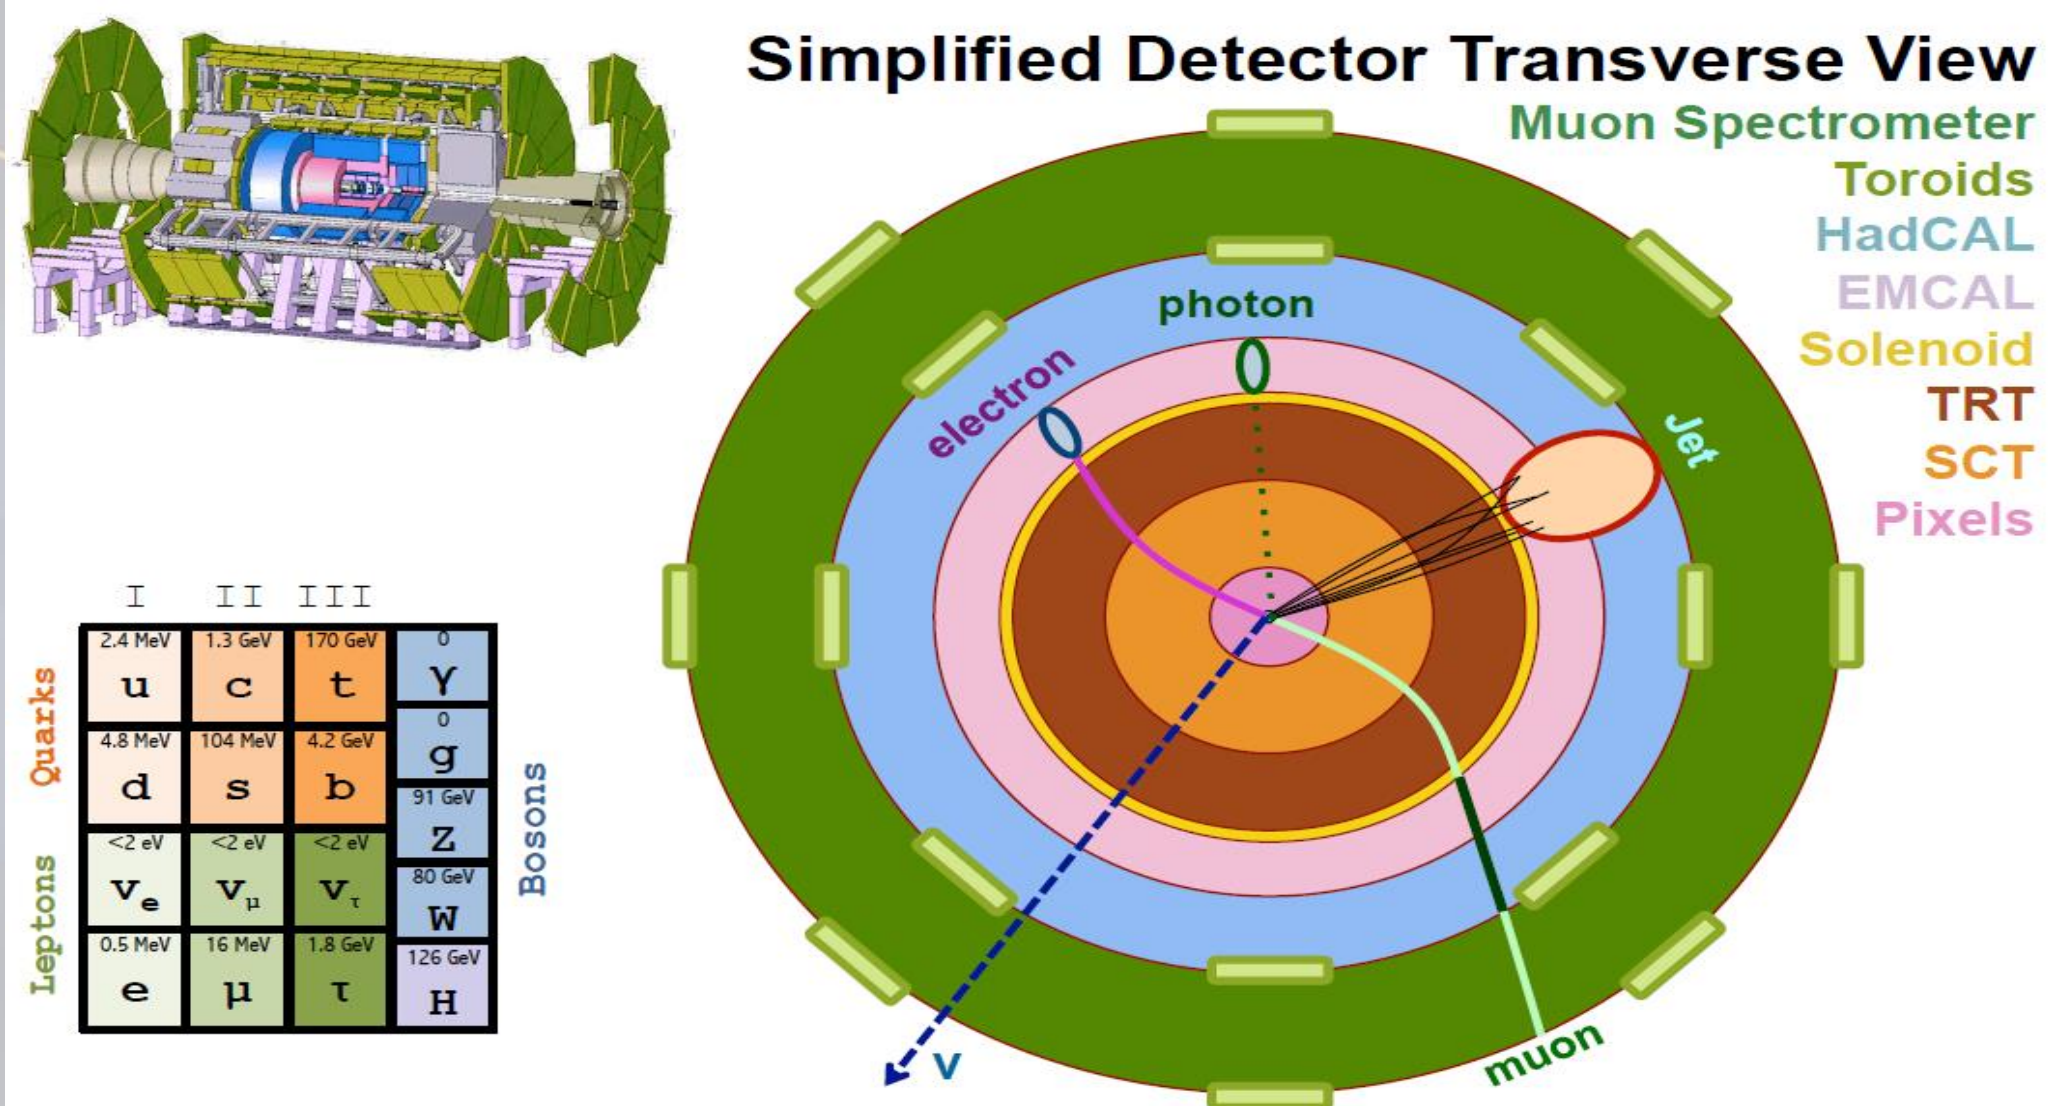 Simplified Detector Transverse View
Muon Spectrometer
Toroids
HadCAL
EMCAL
Solenoid
TRT
SCT
Pixels
photon
electron
Jet
muon
ν
I II III
Quarks
Leptons
Bosons
2.4 MeV 1.3 GeV 170 GeV 0
u c t γ
0
g
4.8 MeV 104 MeV 4.2 GeV
d s b
91 GeV
Z
<2 eV <2 eV <2 eV
νe νμ ντ
80 GeV
W
0.5 MeV 16 MeV 1.8 GeV
e μ τ
126 GeV
H